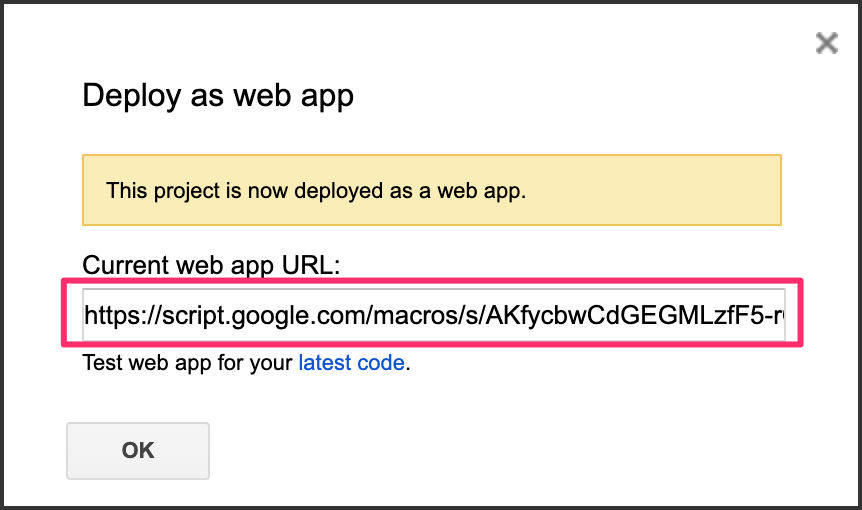 Deploy as web app
This project is now deployed as a web app.
Current web app URL:
https://script.google.com/macros/s/AKfycbwCdGEGMLzfF5-r
Test web app for your latest code.
OK